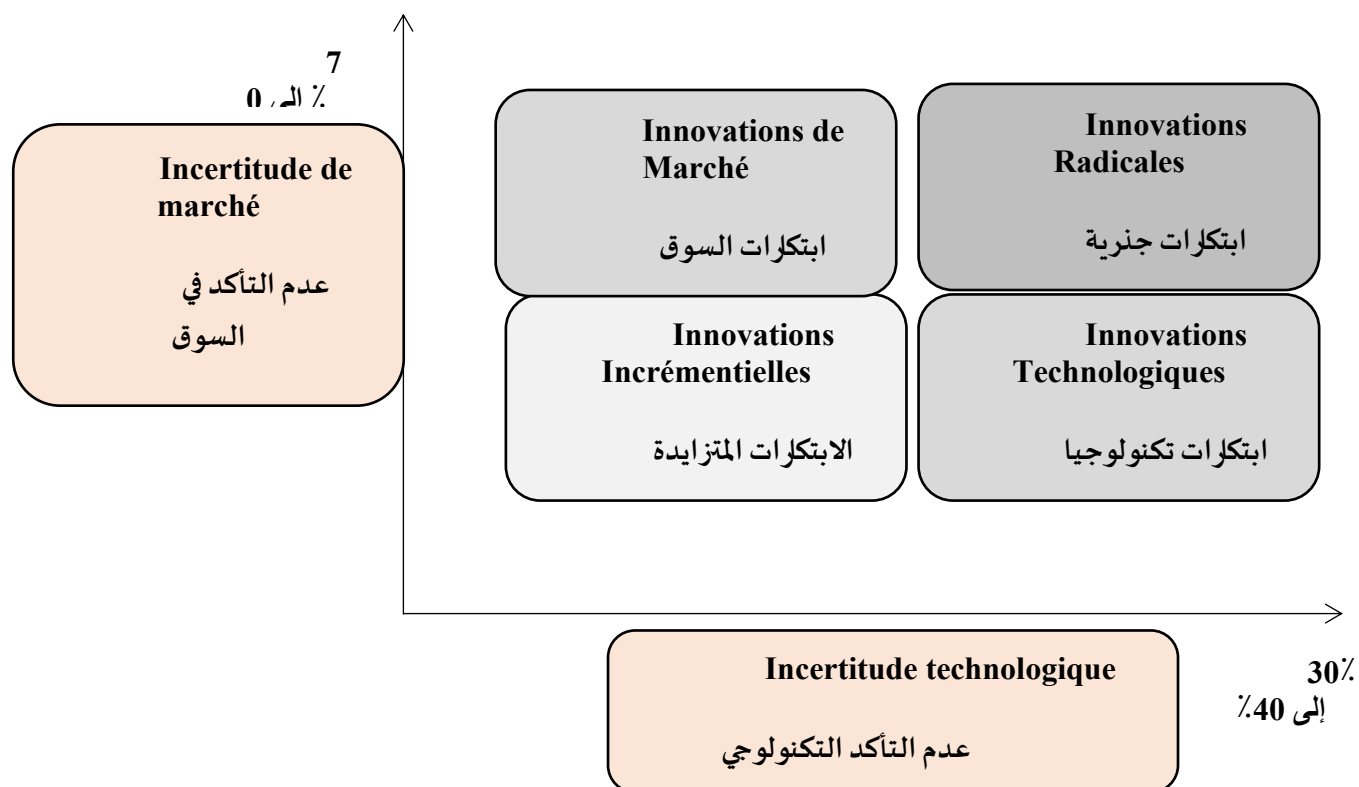 7
٪ إلى 0
Incertitude de
marché
عدم التأكد في
السوق
Innovations de
Marché
ابتكارات السوق
Innovations
Radicales
ابتكارات جذرية
Innovations
Incrémentielles
الابتكارات المتزايدة
Innovations
Technologiques
ابتكارات تكنولوجيا
Incertitude technologique
عدم التأكد التكنولوجي
30٪
إلى 40٪